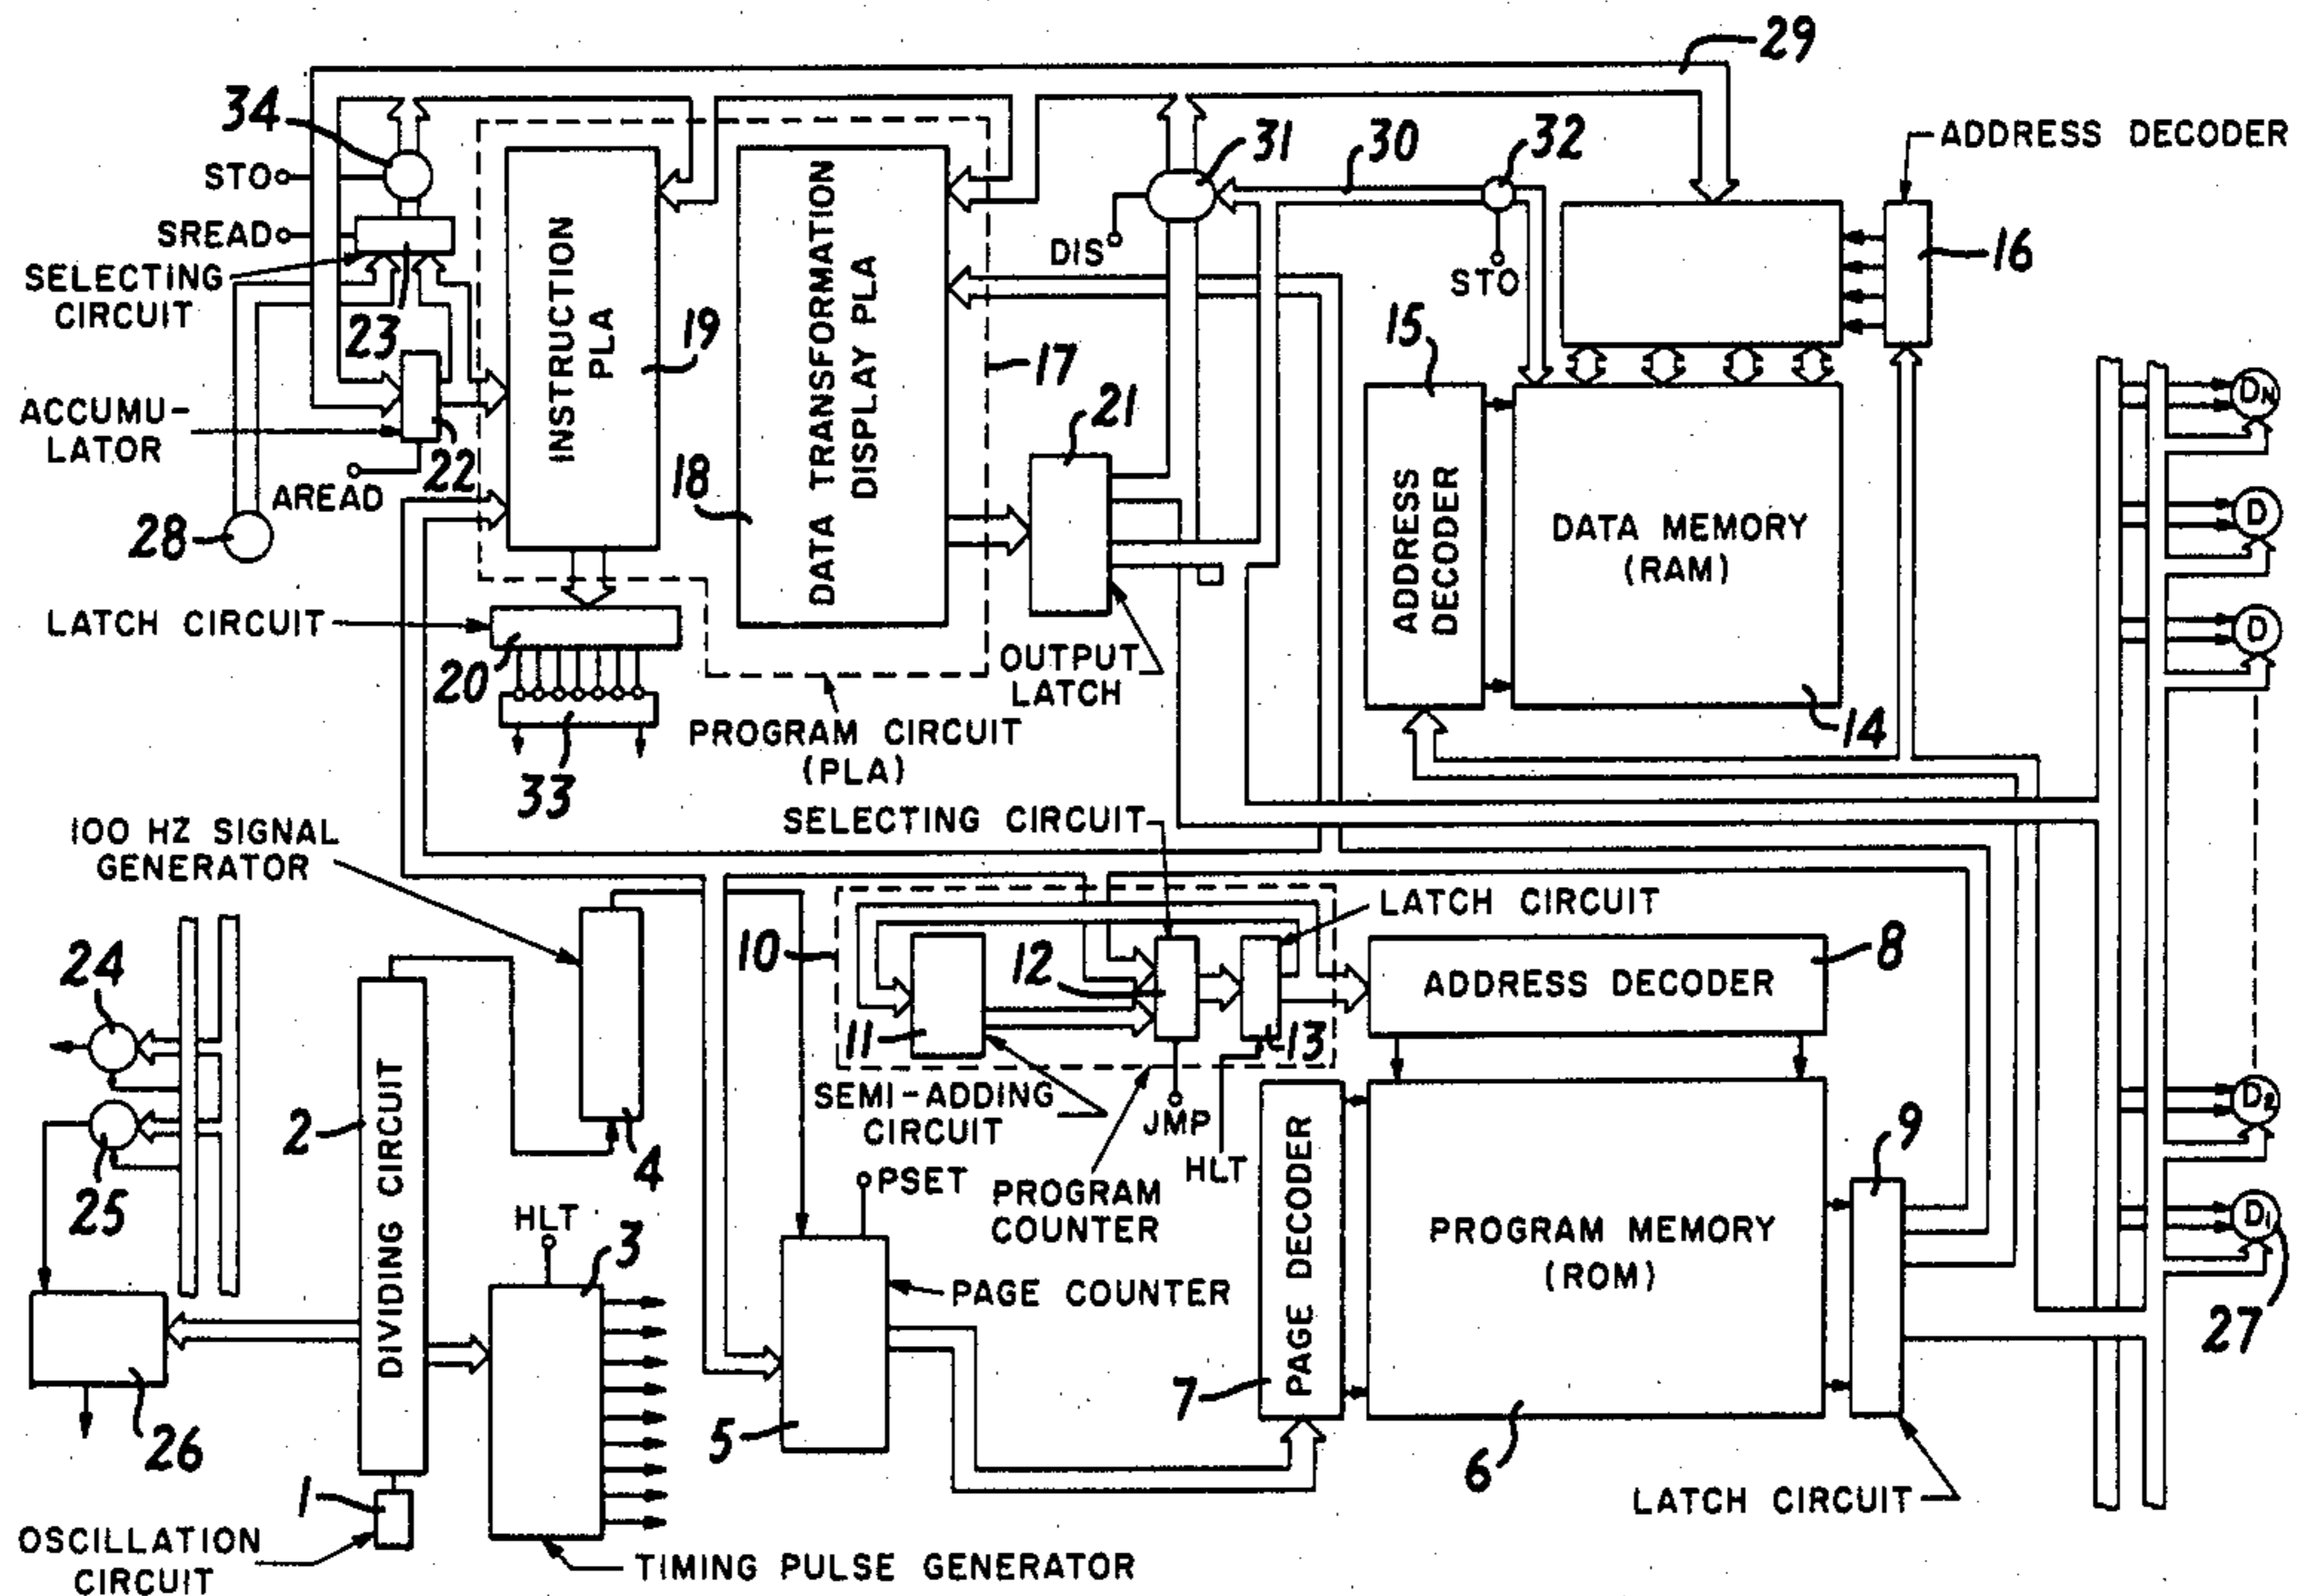 29
34
STO
31
30
32
ADDRESS DECODER
SREAD
SELECTING
CIRCUIT
23
INSTRUCTION
PLA
19
DATA TRANSFORMATION
DISPLAY PLA
18
DIS
STO
16
15
17
ACCUMU-
LATOR
22
AREAD
28
21
ADDRESS
DECODER
DATA MEMORY
(RAM)
14
DN
D
D
LATCH CIRCUIT
20
33
OUTPUT
LATCH
PROGRAM CIRCUIT
(PLA)
SELECTING CIRCUIT
100 HZ SIGNAL
GENERATOR
LATCH CIRCUIT
10
11
12
13
ADDRESS DECODER
8
24
25
26
2
DIVIDING CIRCUIT
4
SEMI-ADDING
CIRCUIT
JMP
HLT
PROGRAM
COUNTER
PSET
HLT
3
PAGE COUNTER
5
7
PAGE DECODER
PROGRAM MEMORY
(ROM)
6
9
D2
D1
27
LATCH CIRCUIT
1
OSCILLATION
CIRCUIT
TIMING PULSE GENERATOR